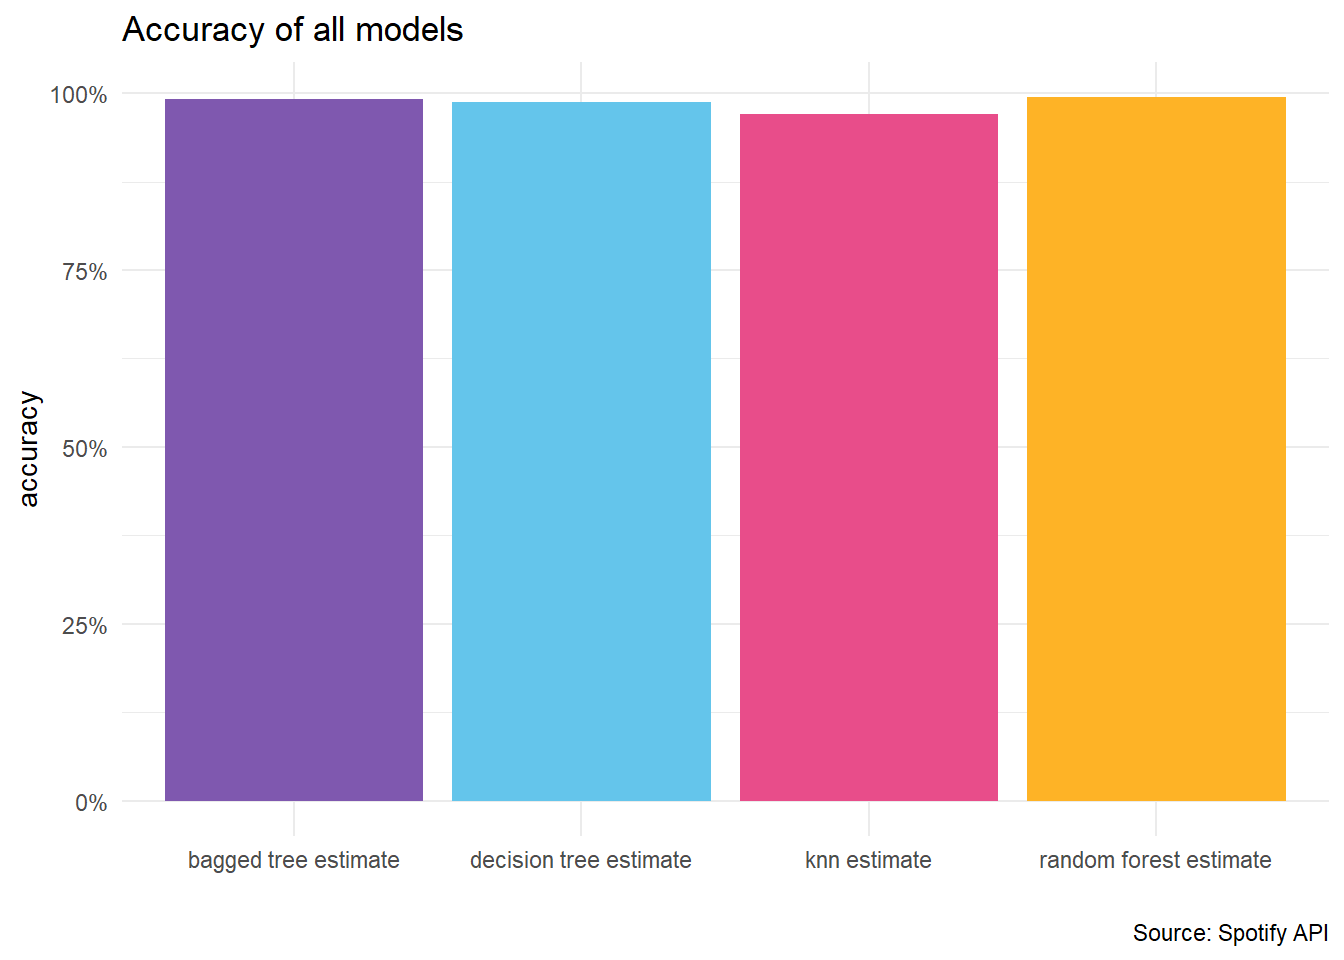 Accuracy of all models
100%
75%
50%
25%
0%
accuracy
bagged tree estimate
decision tree estimate
knn estimate
random forest estimate
Source: Spotify API